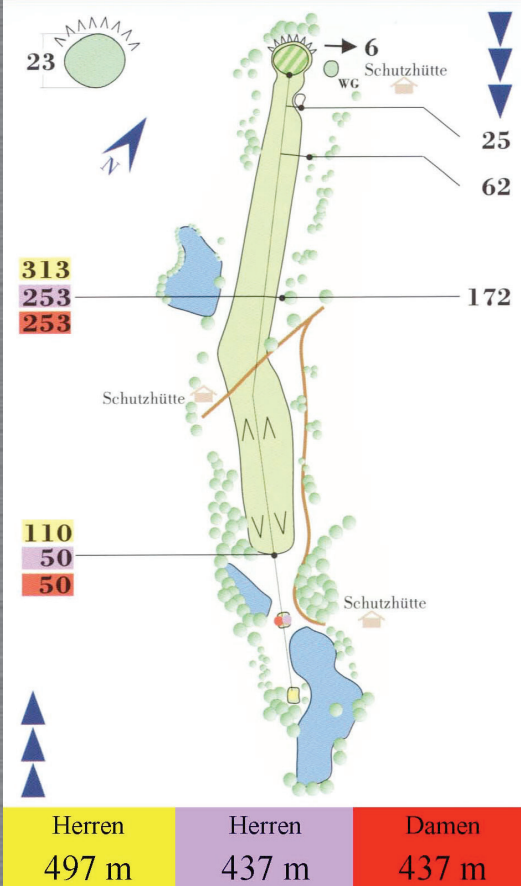 23
6
WG
Schutzhütte
25
62
N
313
253
253
172
Schutzhütte
110
50
50
Schutzhütte
Herren
497 m
Herren
437 m
Damen
437 m